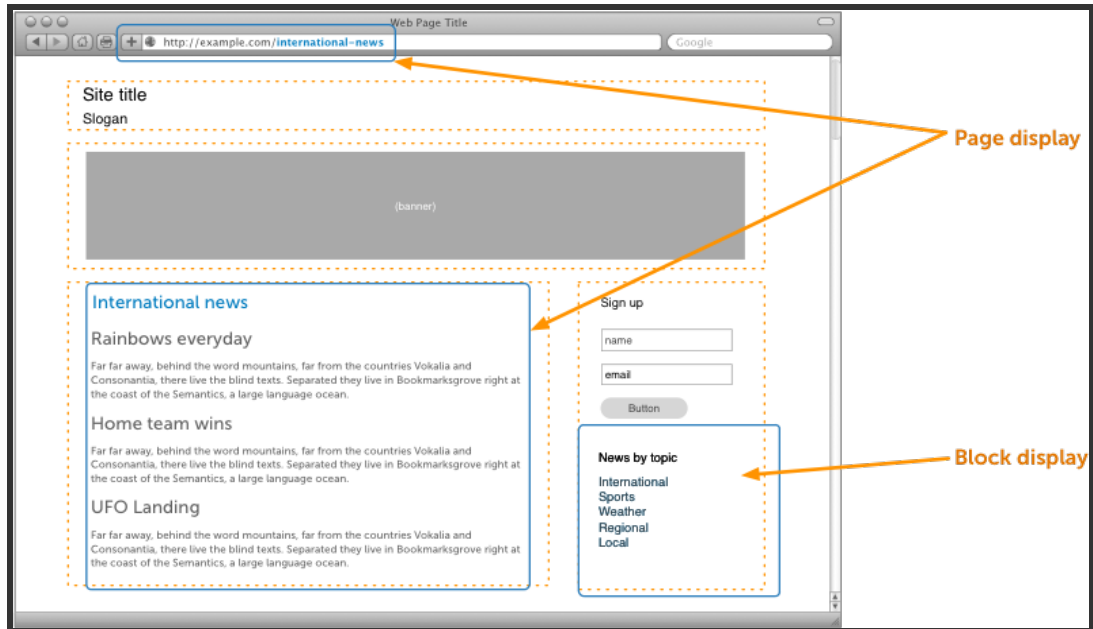 Web Page Title
http://example.com/international-news
Google
Site title
Slogan
Page display
(banner)
International news
Rainbows everyday
Far far away, behind the word mountains, far from the countries Vokalia and
Consonantia, there live the blind texts. Separated they live in Bookmarksgrove right at
the coast of the Semantics, a large language ocean.
Home team wins
Far far away, behind the word mountains, far from the countries Vokalia and
Consonantia, there live the blind texts. Separated they live in Bookmarksgrove right at
the coast of the Semantics, a large language ocean.
UFO Landing
Far far away, behind the word mountains, far from the countries Vokalia and
Consonantia, there live the blind texts. Separated they live in Bookmarksgrove right at
the coast of the Semantics, a large language ocean.
Sign up
name
email
Button
News by topic
International
Sports
Weather
Regional
Local
Block display